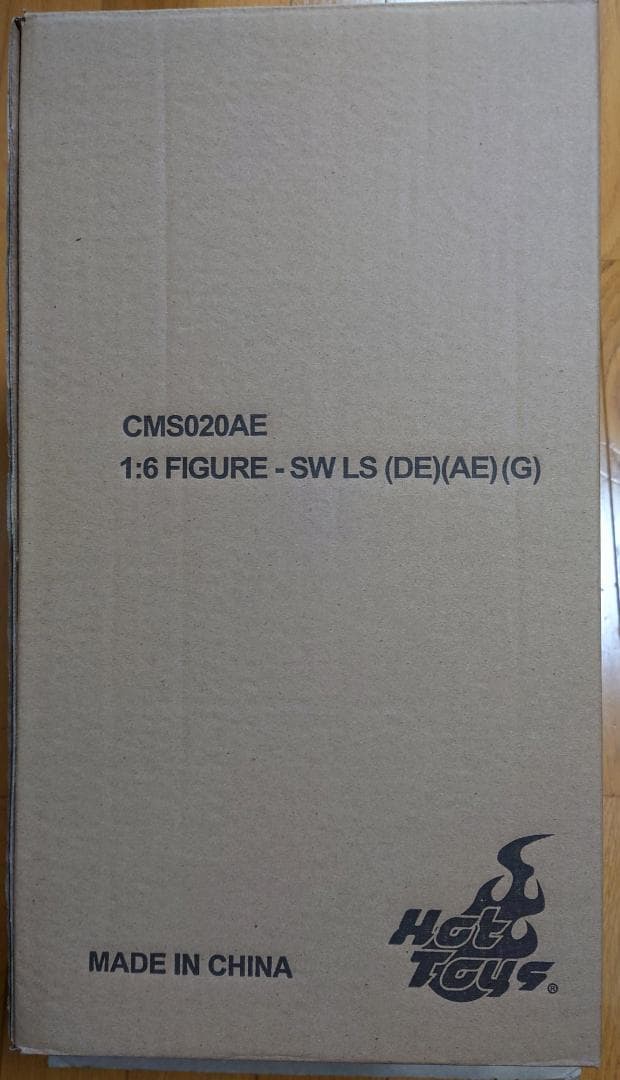 CMS020AE
1:6 FIGURE - SW LS (DE)(AE)(G)
MADE IN CHINA
Hot
Toys®